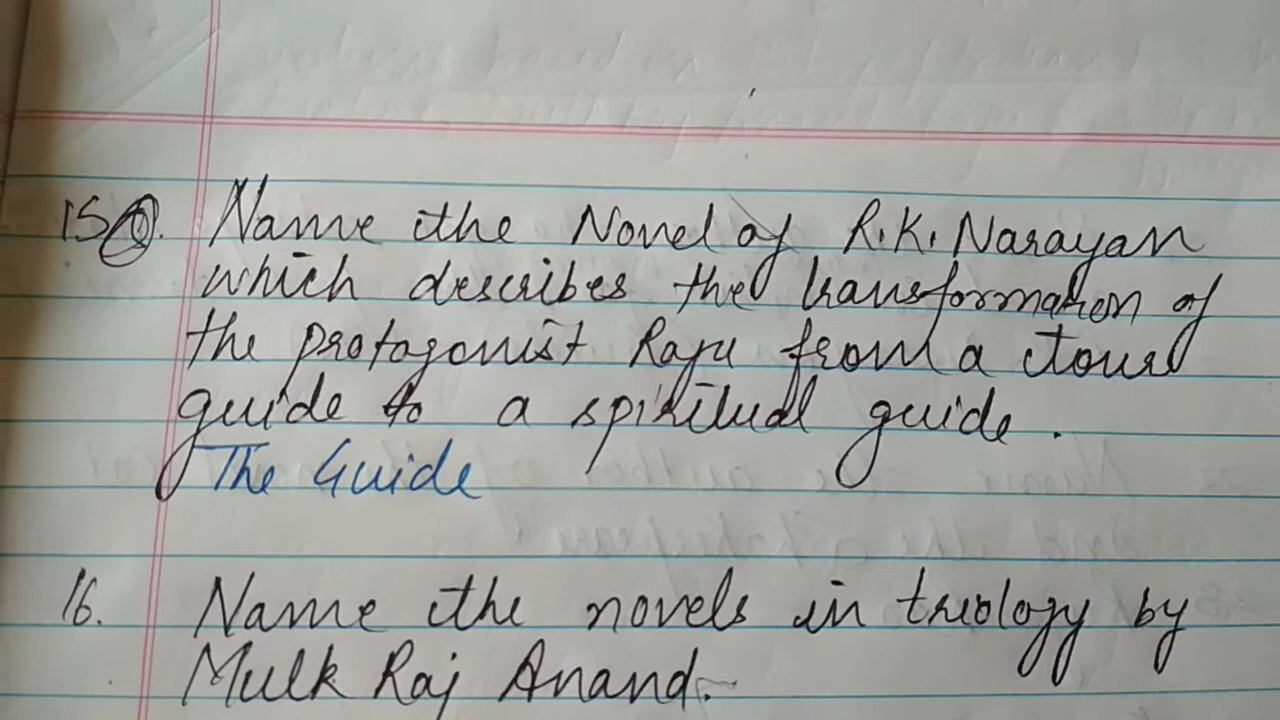 15. Name the Novel of R.K. Narayan
which describes the transformation of
the protagonist Raju from a tour
guide to a spiritual guide.
The Guide
16. Name the novels in triology by
Mulk Raj Anand.